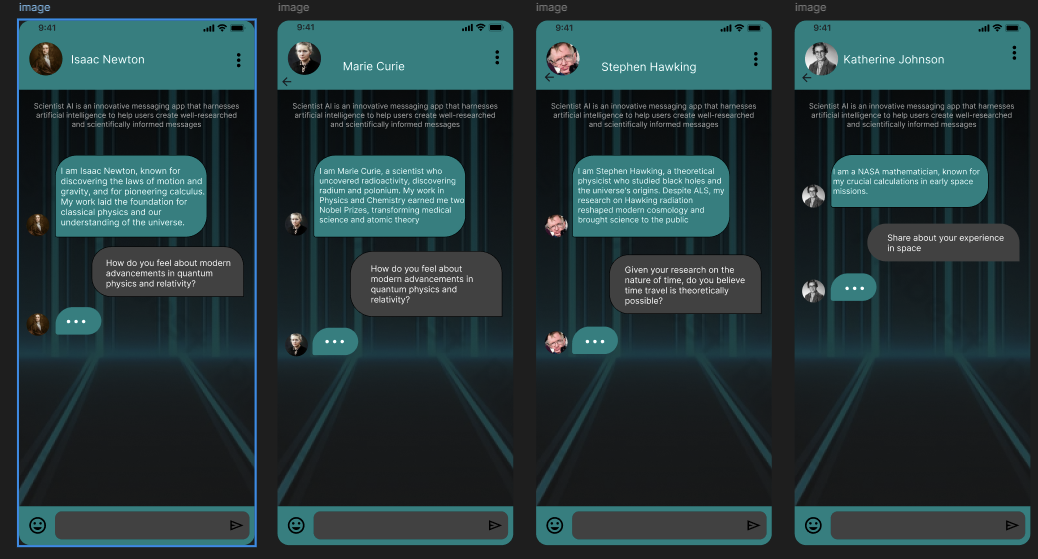 image
9:41
Isaac Newton
Scientist AI is an innovative messaging app that harnesses
artificial intelligence to help users create well-researched
and scientifically informed messages
I am Isaac Newton, known for
discovering the laws of motion and
gravity, and for pioneering calculus.
My work laid the foundation for
classical physics and our
understanding of the universe.
How do you feel about modern
advancements in quantum
physics and relativity?
image
9:41
Marie Curie
Scientist AI is an innovative messaging app that harnesses
artificial intelligence to help users create well-researched
and scientifically informed messages
I am Marie Curie, a scientist who
uncovered radioactivity, discovering
radium and polonium. My work in
Physics and Chemistry earned me two
Nobel Prizes, transforming medical
science and atomic theory
How do you feel about
modern advancements in
quantum physics and
relativity?
image
9:41
Stephen Hawking
Scientist AI is an innovative messaging app that harnesses
artificial intelligence to help users create well-researched
and scientifically informed messages
I am Stephen Hawking, a theoretical
physicist who studied black holes and
the universe's origins. Despite ALS, my
research on Hawking radiation
reshaped modern cosmology and
brought science to the public
Given your research on the
nature of time, do you believe
time travel is theoretically
possible?
image
9:41
Katherine Johnson
Scientist AI is an innovative messaging app that harnesses
artificial intelligence to help users create well-researched
and scientifically informed messages
I am a NASA mathematician, known for
my crucial calculations in early space
missions.
Share about your experience
in space